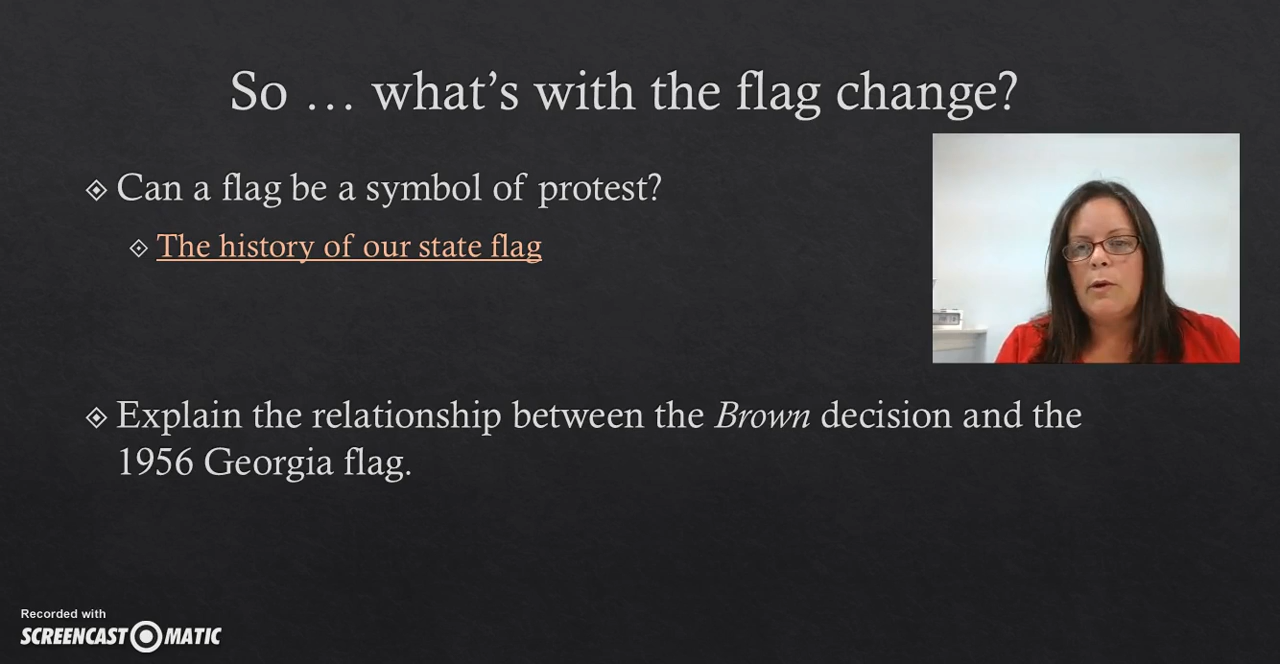 So … what’s with the flag change?
Can a flag be a symbol of protest?
The history of our state flag
Explain the relationship between the Brown decision and the
1956 Georgia flag.
Recorded with
SCREENCAST MATIC